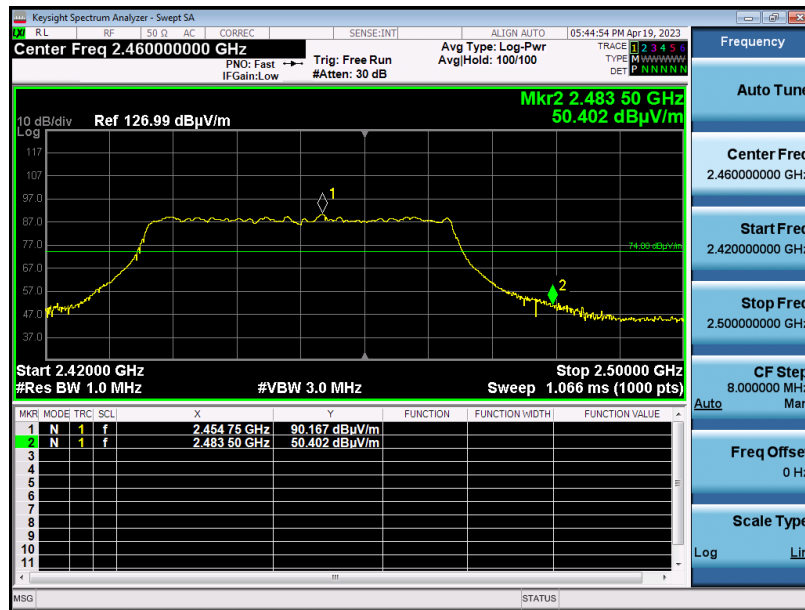 Keysight Spectrum Analyzer - Swept SA
RL RF 50 Ω AC CORREC SENSE:INT ALIGN AUTO 05:44:54 PM Apr 19, 2023
Center Freq 2.460000000 GHz
PNO: Fast
IFGain:Low
Trig: Free Run
#Atten: 30 dB
Avg Type: Log-Pwr
Avg|Hold: 100/100
TRACE 1 2 3 4 5 6
TYPE M W W W W W
DET P N N N N N
Mkr2 2.483 50 GHz
50.402 dBµV/m
10 dB/div Ref 126.99 dBµV/m
Log
117
107
97.0
87.0
77.0
67.0
57.0
47.0
37.0
1
74.00 dBµV/m
2
Start 2.42000 GHz Stop 2.50000 GHz
#Res BW 1.0 MHz #VBW 3.0 MHz Sweep 1.066 ms (1000 pts)
MKR MODE TRC SCL X Y FUNCTION FUNCTION WIDTH FUNCTION VALUE
1 N 1 f 2.454 75 GHz 90.167 dBµV/m
2 N 1 f 2.483 50 GHz 50.402 dBµV/m
3
4
5
6
7
8
9
10
11
MSG STATUS
Frequency
Auto Tune
Center Freq
2.460000000 GHz
Start Freq
2.420000000 GHz
Stop Freq
2.500000000 GHz
CF Step
8.000000 MHz
Auto Man
Freq Offset
0 Hz
Scale Type
Log Lin